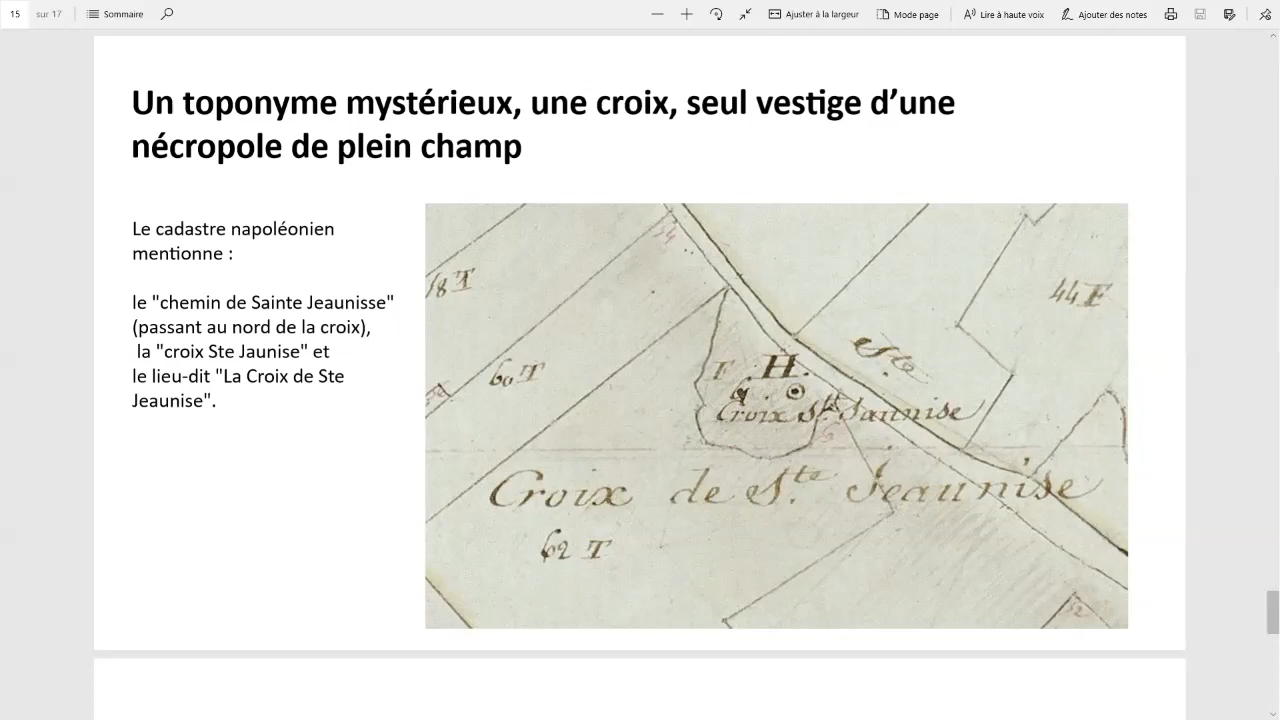 15 sur 17 Sommaire Ajuster à la largeur Mode page Lire à haute voix Ajouter des notes
Un toponyme mystérieux, une croix, seul vestige d’une
nécropole de plein champ
Le cadastre napoléonien
mentionne :
le "chemin de Sainte Jeaunisse"
(passant au nord de la croix),
la "croix Ste Jaunise" et
le lieu-dit "La Croix de Ste
Jeaunise".
18 T
44 F
Ste
60 T
F H.
Croix Ste Jaunise
Croix de Ste Jeaunise
62 T